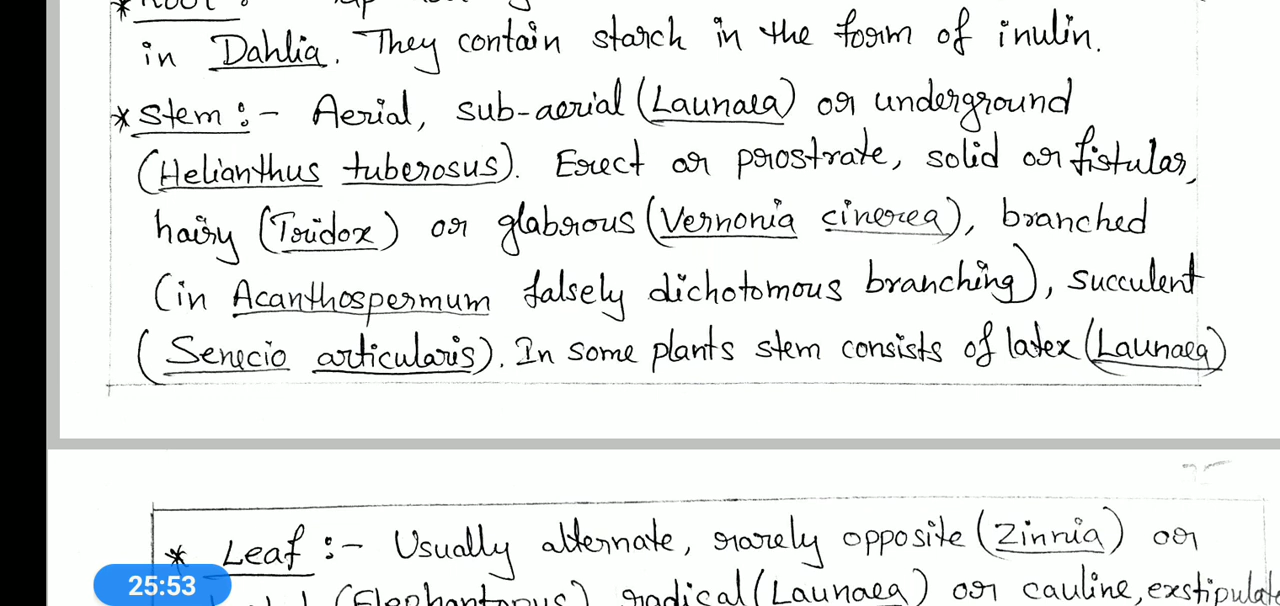 * Root :-
in Dahlia. They contain starch in the form of inulin.
* Stem :- Aerial, sub-aerial (Launaea) or underground
(Helianthus tuberosus). Erect or prostrate, solid or fistular,
hairy (Tridox) or glabrous (Vernonia cinerea), branched
(in Acanthospermum falsely dichotomous branching), succulent
(Senecio articularis). In some plants stem consists of latex (Launaea)
* Leaf :- Usually alternate, rarely opposite (Zinnia) or
(Elephantopus) radical (Launaea) or cauline, exstipulate
25:53